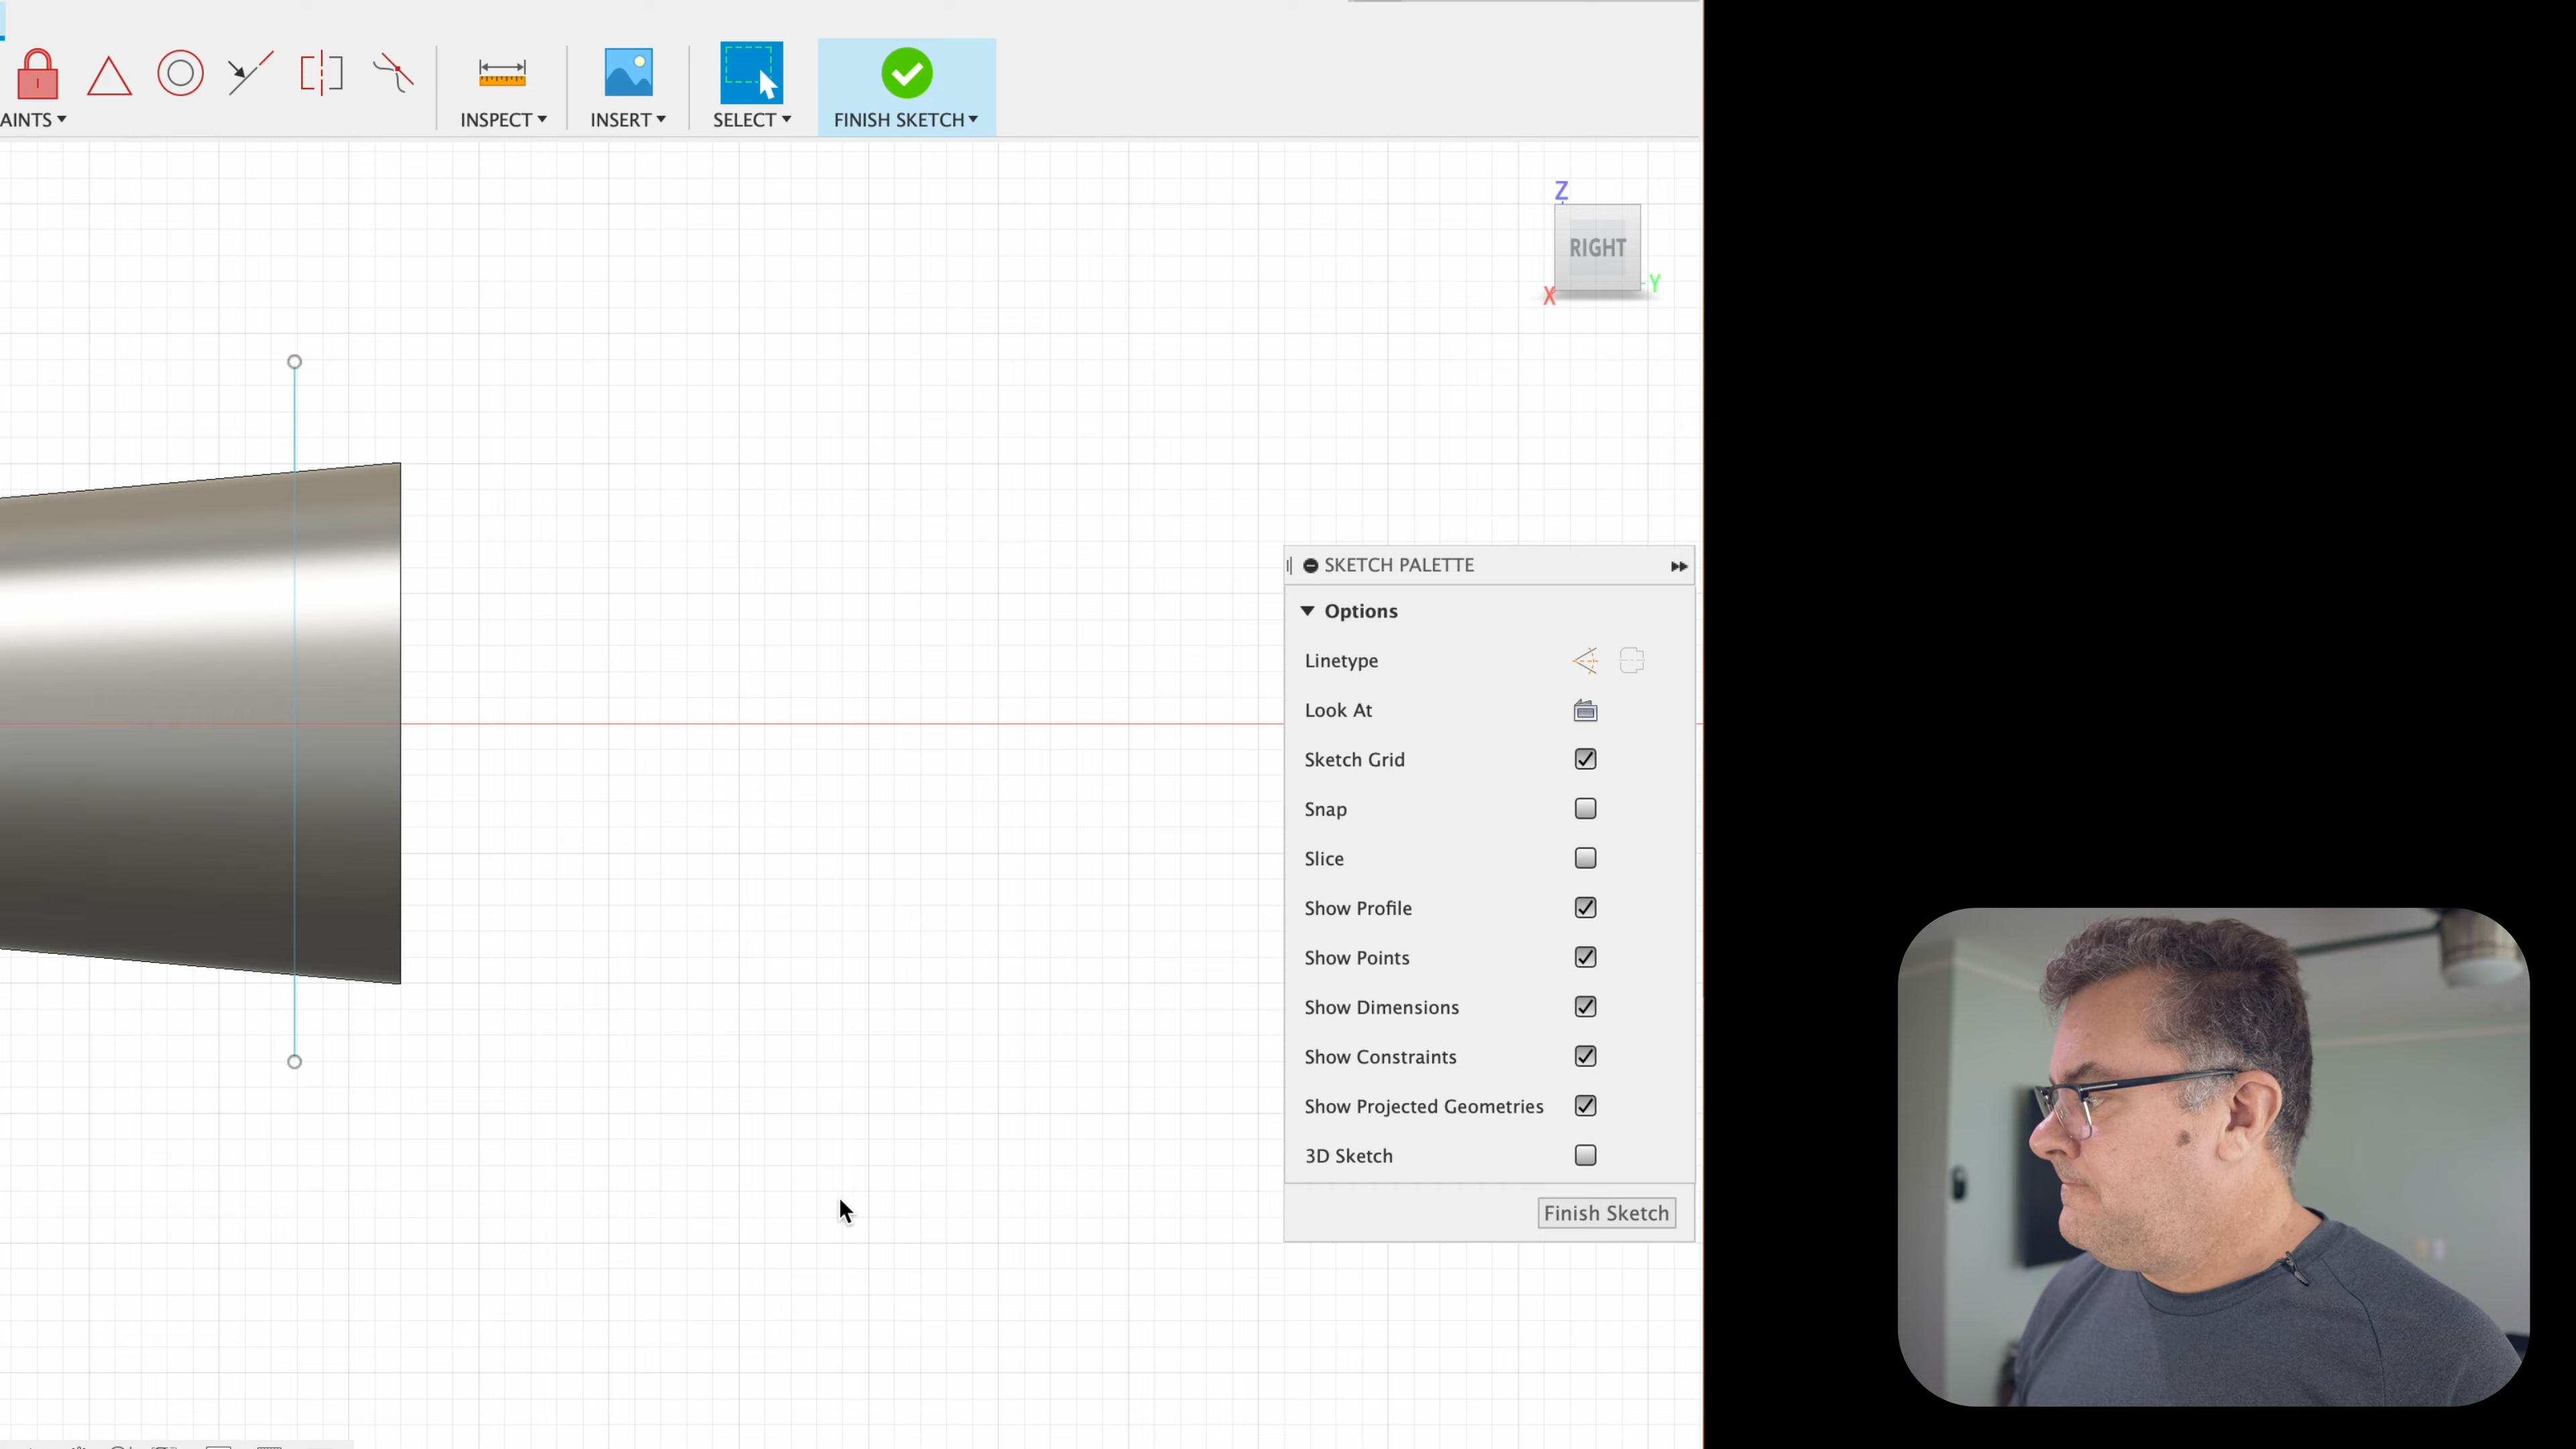 AINTS
INSPECT
INSERT
SELECT
FINISH SKETCH
Z
RIGHT
Y
X
SKETCH PALETTE
Options
Linetype
Look At
Sketch Grid
Snap
Slice
Show Profile
Show Points
Show Dimensions
Show Constraints
Show Projected Geometries
3D Sketch
Finish Sketch